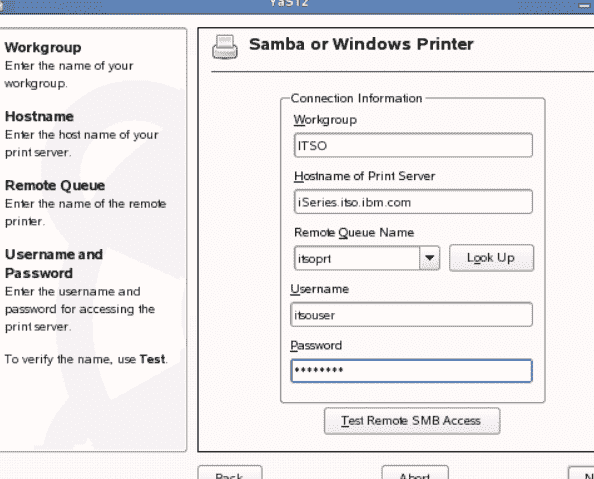 YaST2
Workgroup
Enter the name of your
workgroup.
Hostname
Enter the host name of your
print server.
Remote Queue
Enter the name of the remote
printer.
Username and
Password
Enter the username and
password for accessing the
print server.
To verify the name, use Test.
Samba or Windows Printer
Connection Information
Workgroup
ITSO
Hostname of Print Server
iSeries.itso.ibm.com
Remote Queue Name
itsoprt
Look Up
Username
itsouser
Password
********
Test Remote SMB Access
Back
Abort